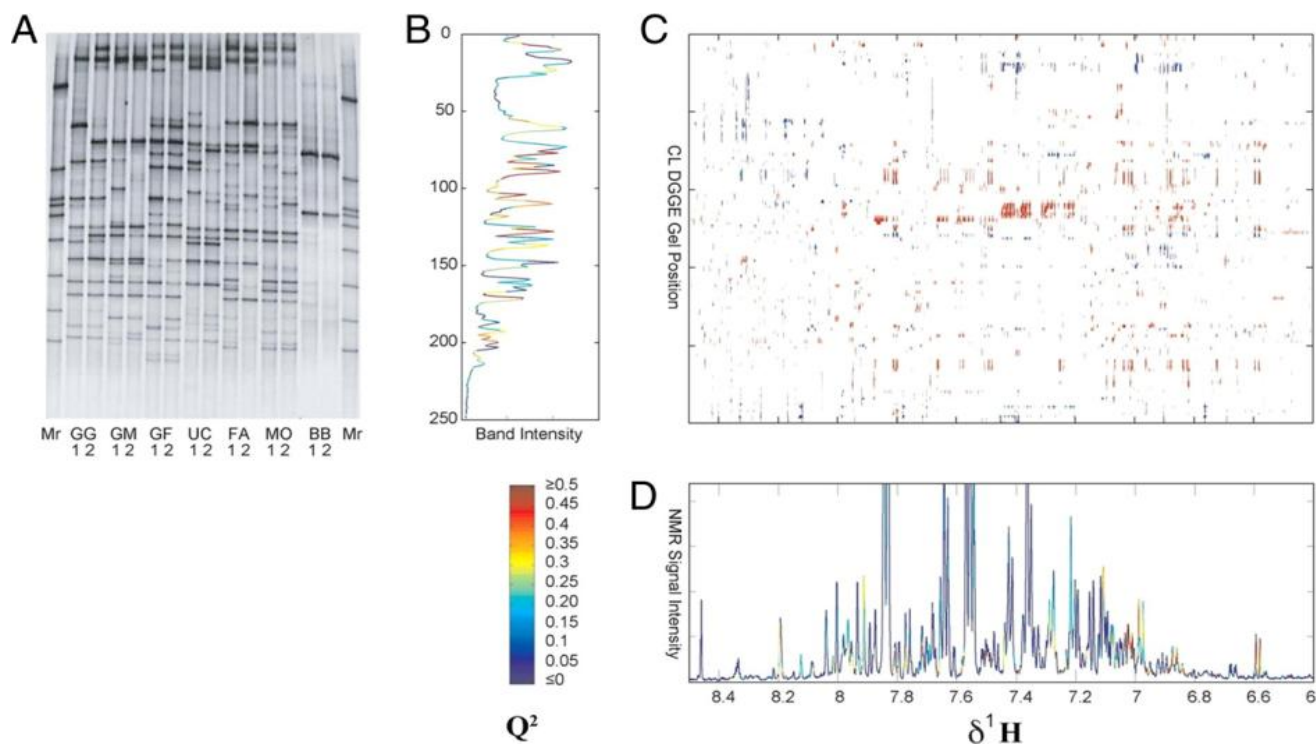 A
Mr GG GM GF UC FA MO BB Mr
1 2 1 2 1 2 1 2 1 2 1 2 1 2
B
0
50
100
150
200
250
Band Intensity
C
CL DGGE Gel Position
≥0.5
0.45
0.4
0.35
0.3
0.25
0.2
0.15
0.1
0.05
≤0
Q²
D
NMR Signal Intensity
8.4 8.2 8 7.8 7.6 7.4 7.2 7 6.8 6.6 6
δ¹H